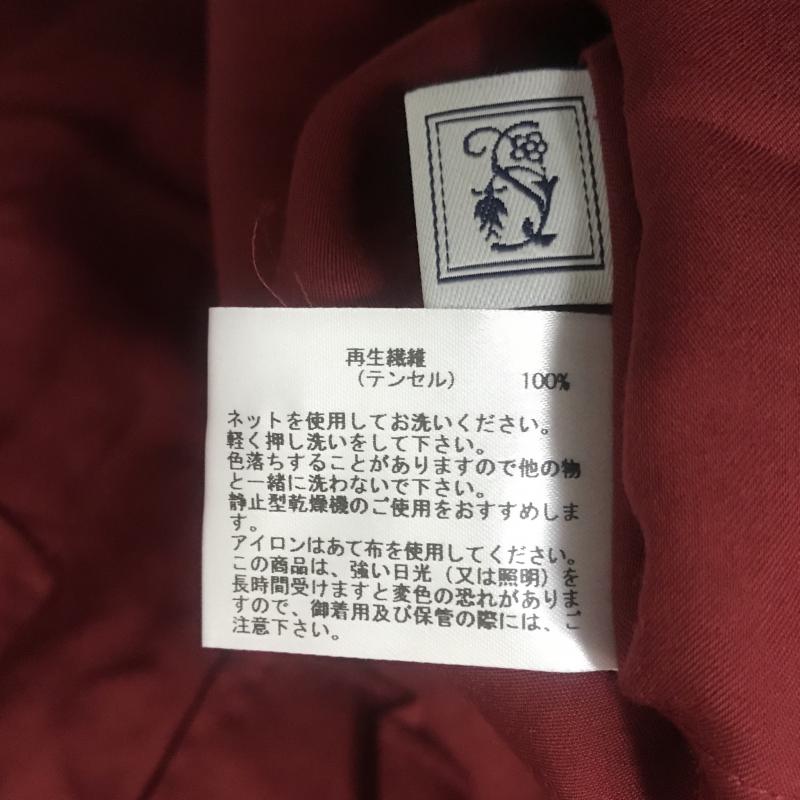 再生繊維
（テンセル） 100%
ネットを使用してお洗いください。
軽く押し洗いをして下さい。
色落ちすることがありますので他の物
と一緒に洗わないで下さい。
静止型乾燥機のご使用をおすすめしま
す。
アイロンはあて布を使用してください。
この商品は、強い日光（又は照明）を
長時間受けますと変色の恐れがありま
すので、御着用及び保管の際には、ご
注意下さい。